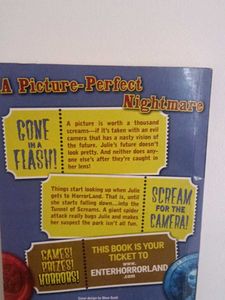 A Picture-Perfect
Nightmare
GONE
IN A
FLASH!
A picture is worth a thousand
screams—if it's taken with an evil
camera that has a nasty vision of
the future. Julie's future doesn't
look pretty. And neither does any-
one else's after they're caught in
her lens!
Things start looking up when Julie
gets to HorrorLand. That is, until
she starts falling down...into the
Tunnel of Screams. A giant spider
attack really bugs Julie and makes
her suspect the park isn't all fun.
SCREAM
FOR THE
CAMERA!
GAMES!
PRIZES!
HORRORS!
THIS BOOK IS YOUR
TICKET TO
www.
ENTERHORRORLAND
.com